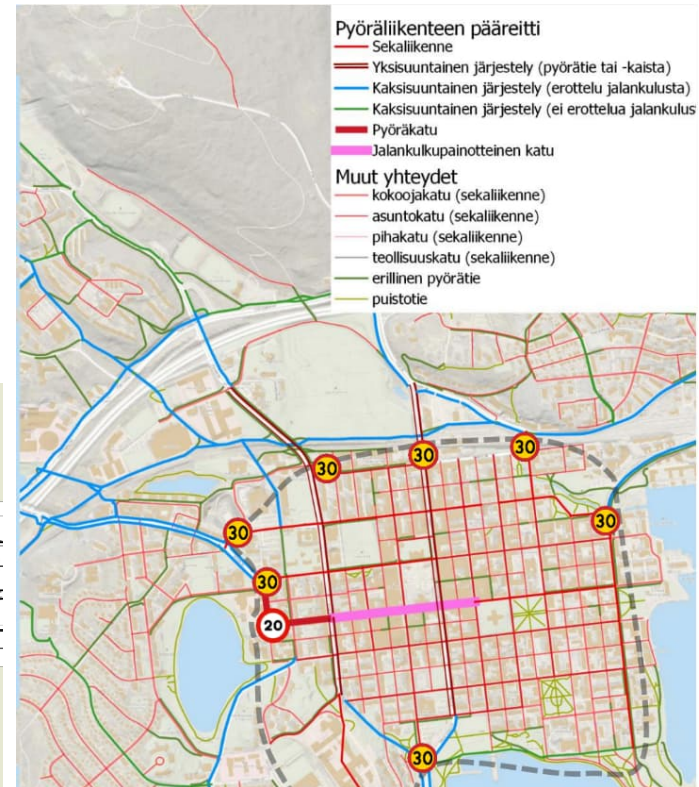 Pyöräliikenteen pääreitti
Sekaliikenne
Yksisuuntainen järjestely (pyörätie tai -kaista)
Kaksisuuntainen järjestely (erottelu jalankulusta)
Kaksisuuntainen järjestely (ei erottelua jalankulus
Pyöräkatu
Jalankulkupainotteinen katu
Muut yhteydet
kokoojakatu (sekaliikenne)
asuntokatu (sekaliikenne)
pihakatu (sekaliikenne)
teollisuuskatu (sekaliikenne)
erillinen pyörätie
puistotie
30
30
30
30
30
30
20
30